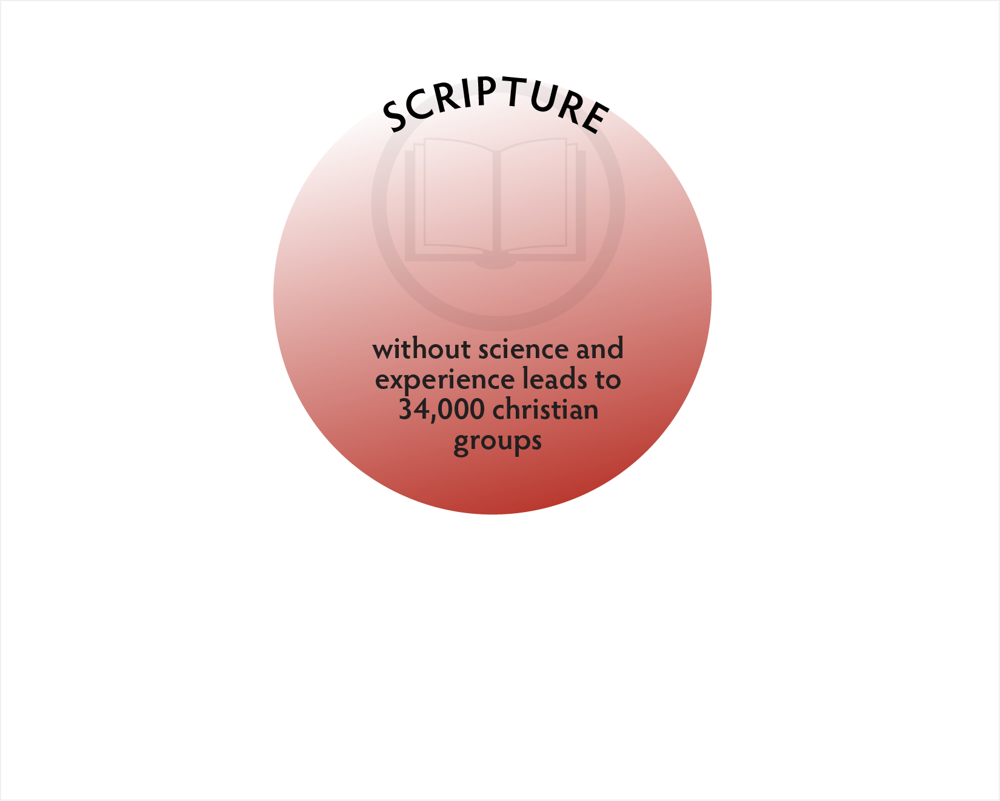 SCRIPTURE
without science and
experience leads to
34,000 christian
groups